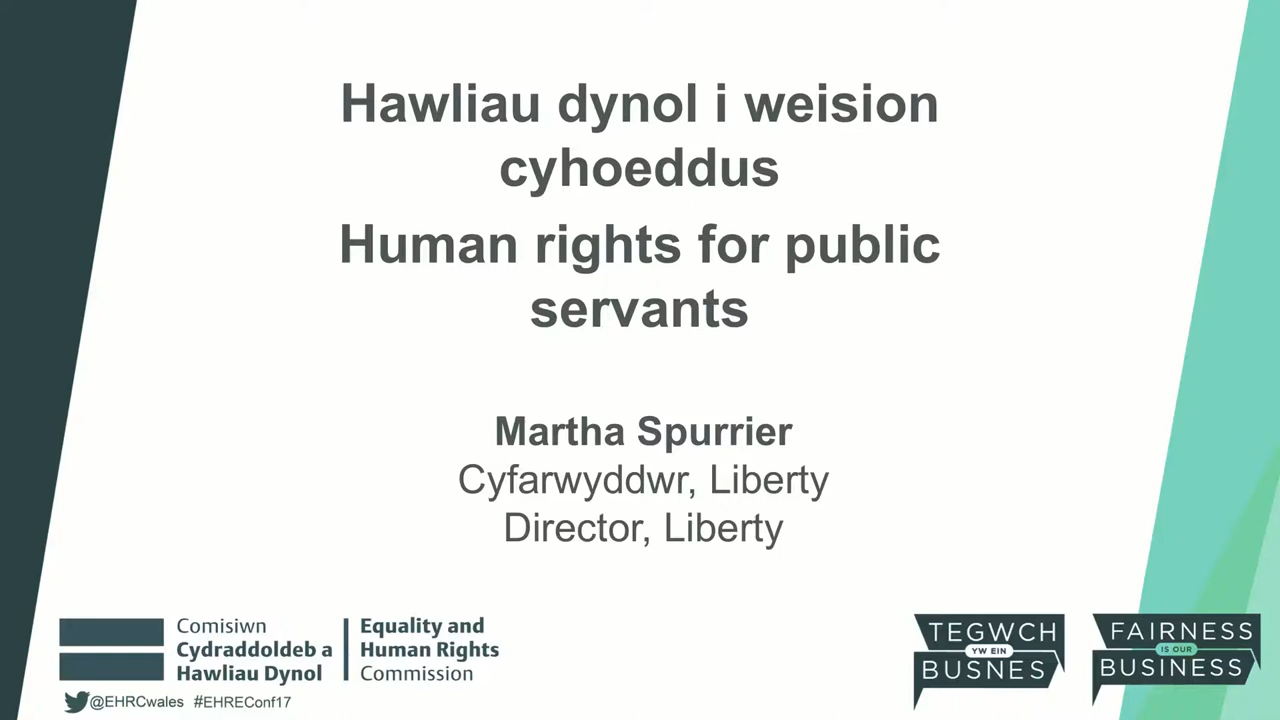 Hawliau dynol i weision
cyhoeddus
Human rights for public
servants
Martha Spurrier
Cyfarwyddwr, Liberty
Director, Liberty
Comisiwn
Cydraddoldeb a
Hawliau Dynol
Equality and
Human Rights
Commission
@EHRCwales #EHREConf17
TEGWCH
YW EIN
BUSNES
FAIRNESS
IS OUR
BUSINESS